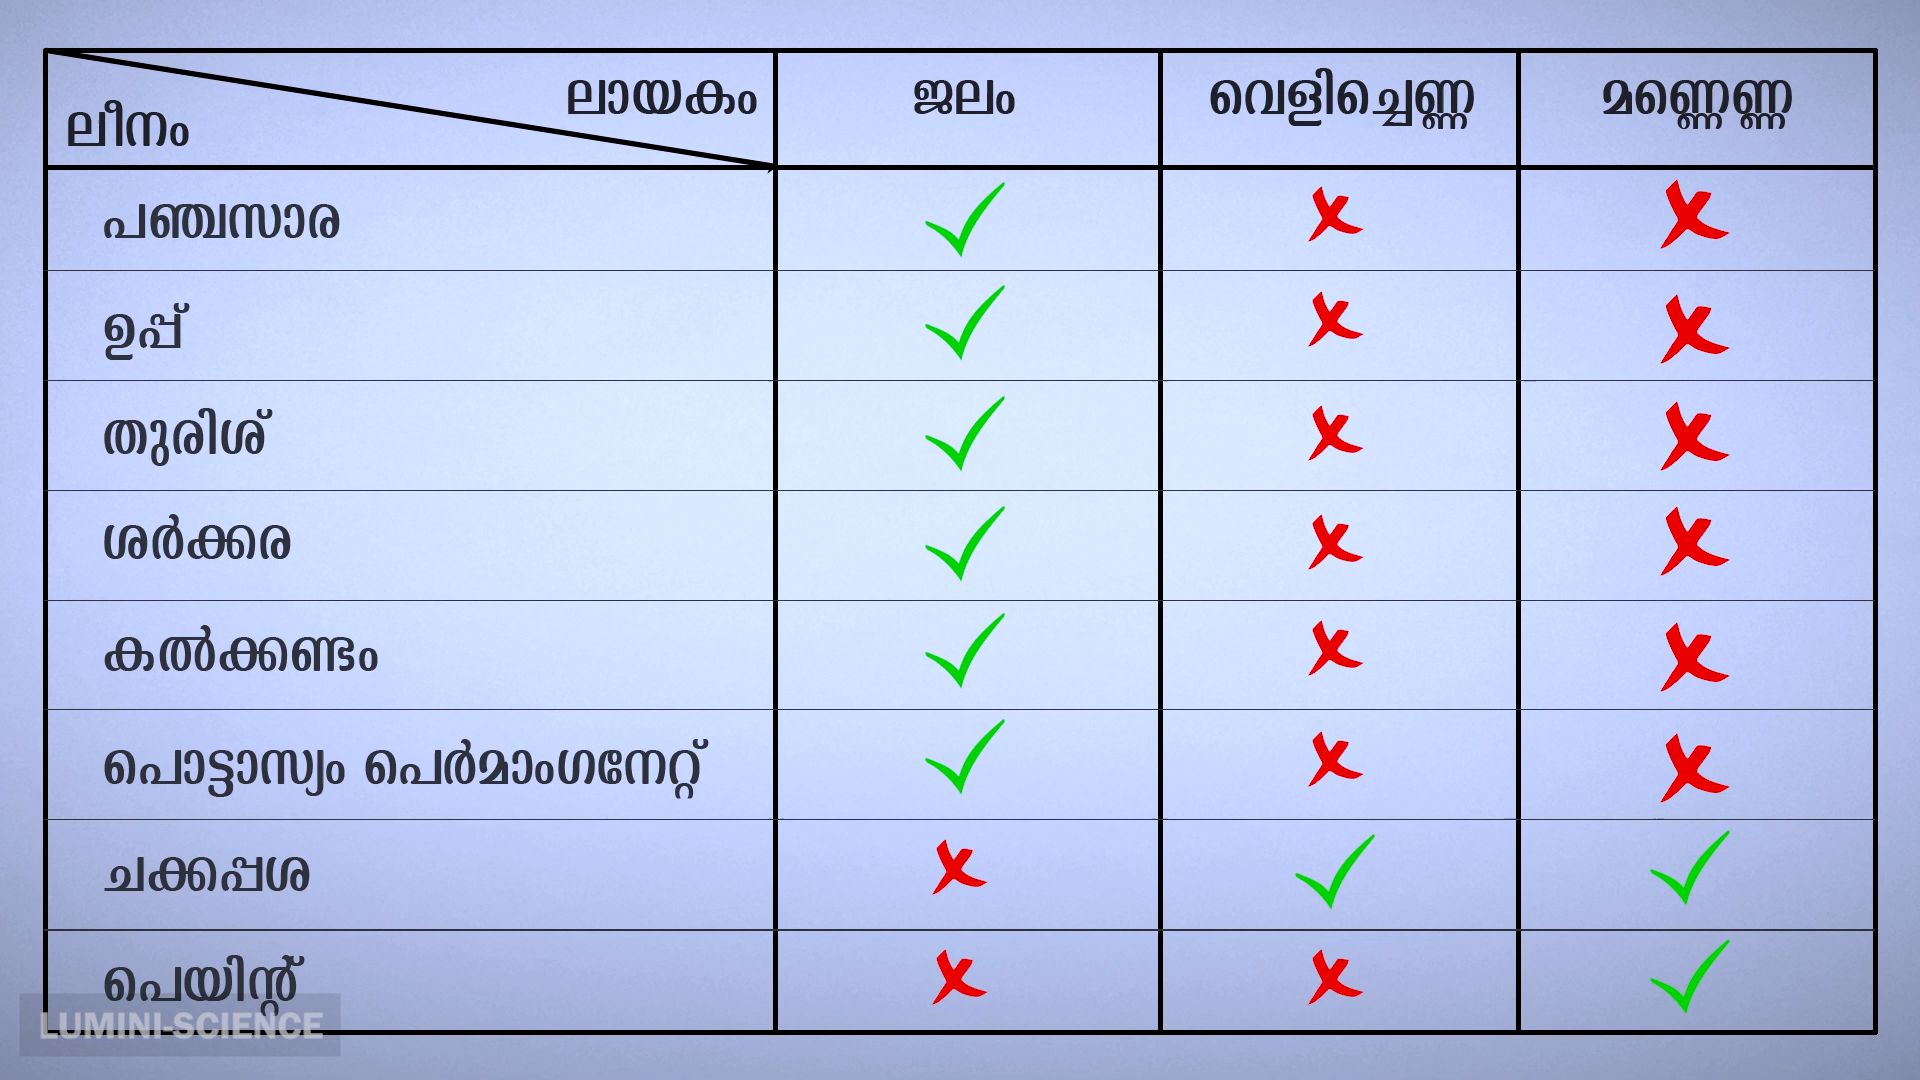 ലായകം
ലീനം
ജലം
വെളിച്ചെണ്ണ
മണ്ണെണ്ണ
പഞ്ചസാര
ഉപ്പ്
തുരിശ്
ശർക്കര
കൽക്കണ്ടം
പൊട്ടാസ്യം പെർമാംഗനേറ്റ്
ചക്കപ്പശ
പെയിന്റ്
LUMINI-SCIENCE